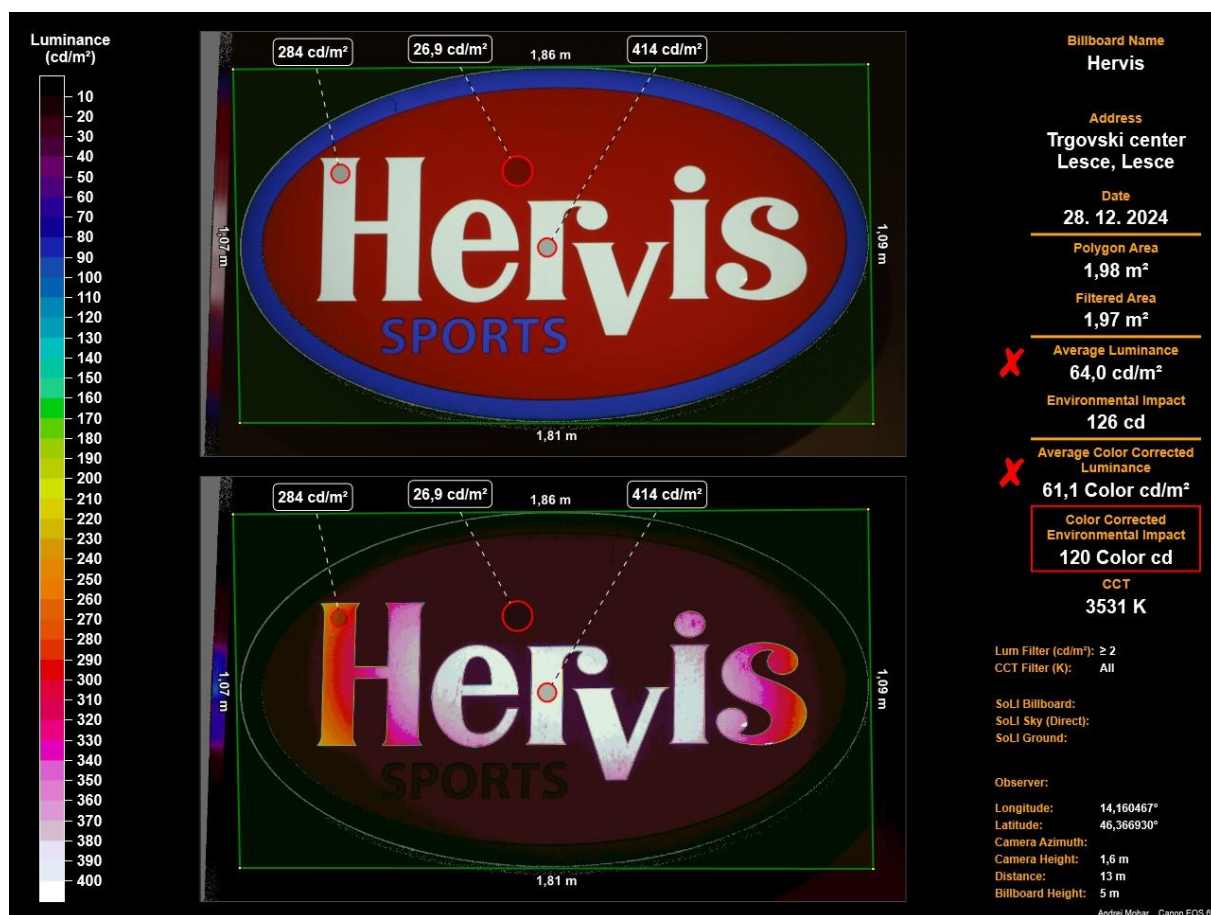 Luminance
(cd/m²)
10
20
30
40
50
60
70
80
90
100
110
120
130
140
150
160
170
180
190
200
210
220
230
240
250
260
270
280
290
300
310
320
330
340
350
360
370
380
390
400
284 cd/m²
26,9 cd/m²
1,86 m
414 cd/m²
1,07 m
Hervis
SPORTS
1,09 m
1,81 m
284 cd/m²
26,9 cd/m²
1,86 m
414 cd/m²
1,07 m
Hervis
SPORTS
1,09 m
1,81 m
Billboard Name
Hervis
Address
Trgovski center
Lesce, Lesce
Date
28. 12. 2024
Polygon Area
1,98 m²
Filtered Area
1,97 m²
Average Luminance
64,0 cd/m²
Environmental Impact
126 cd
Average Color Corrected
Luminance
61,1 Color cd/m²
Color Corrected
Environmental Impact
120 Color cd
CCT
3531 K
Lum Filter (cd/m²): ≥ 2
CCT Filter (K): All
SoLI Billboard:
SoLI Sky (Direct):
SoLI Ground:
Observer:
Longitude: 14,160467°
Latitude: 46,366930°
Camera Azimuth:
Camera Height: 1,6 m
Distance: 13 m
Billboard Height: 5 m
Andrej Mohar Canon EOS